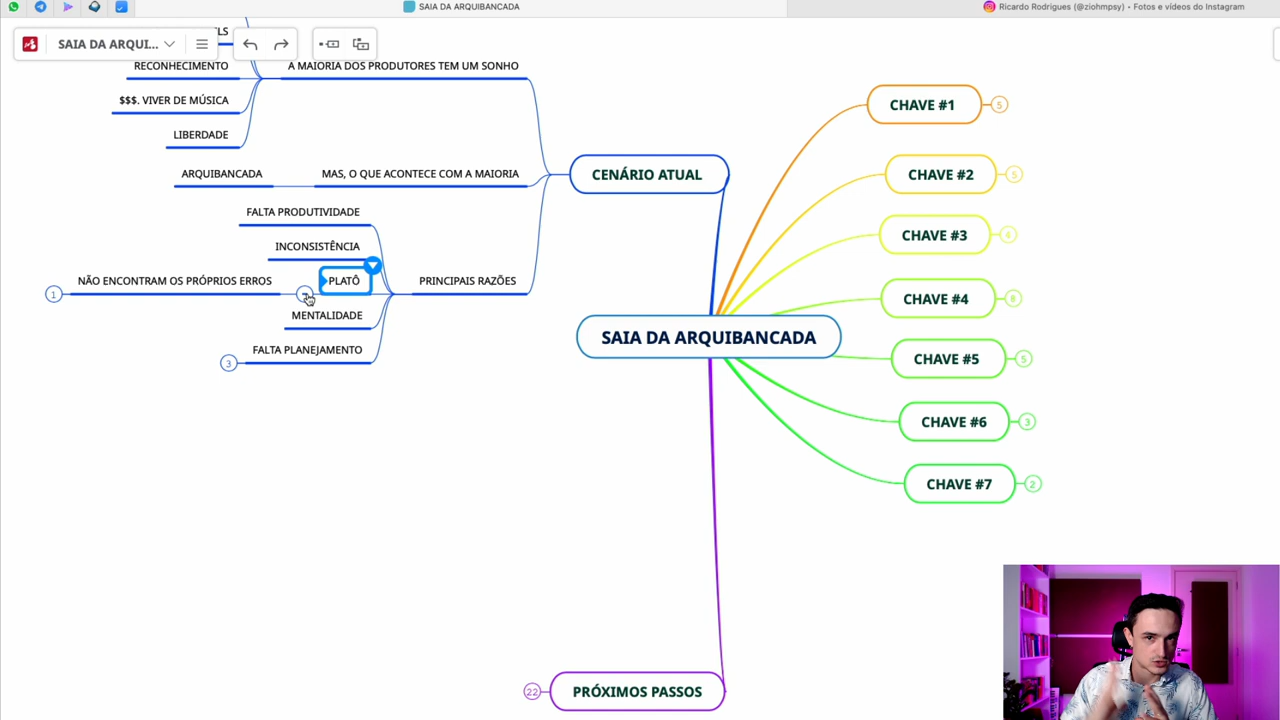 SAIA DA ARQUIBANCADA
Ricardo Rodrigues (@ziohmpsy) • Fotos e vídeos do Instagram
LS
SAIA DA ARQUI...
RECONHECIMENTO
A MAIORIA DOS PRODUTORES TEM UM SONHO
$$$. VIVER DE MÚSICA
LIBERDADE
ARQUIBANCADA
MAS, O QUE ACONTECE COM A MAIORIA
CENÁRIO ATUAL
FALTA PRODUTIVIDADE
INCONSISTÊNCIA
1
NÃO ENCONTRAM OS PRÓPRIOS ERROS
PLATÔ
PRINCIPAIS RAZÕES
MENTALIDADE
3
FALTA PLANEJAMENTO
SAIA DA ARQUIBANCADA
CHAVE #1
5
CHAVE #2
5
CHAVE #3
4
CHAVE #4
CHAVE #5
5
CHAVE #6
3
CHAVE #7
2
22
PRÓXIMOS PASSOS